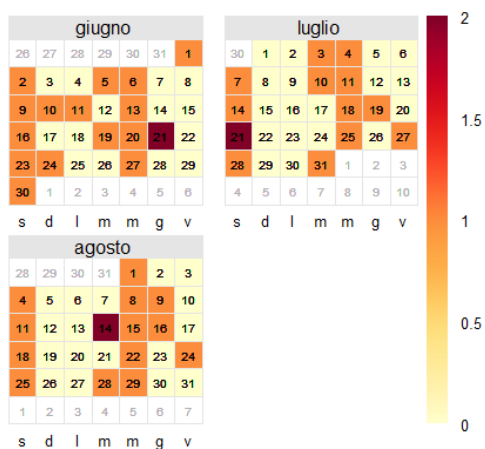 giugno
26 27 28 29 30 31 1
2 3 4 5 6 7 8
9 10 11 12 13 14 15
16 17 18 19 20 21 22
23 24 25 26 27 28 29
30 1 2 3 4 5 6
s d l m m g v
luglio
30 1 2 3 4 5 6
7 8 9 10 11 12 13
14 15 16 17 18 19 20
21 22 23 24 25 26 27
28 29 30 31 1 2 3
4 5 6 7 8 9 10
s d l m m g v
agosto
28 29 30 31 1 2 3
4 5 6 7 8 9 10
11 12 13 14 15 16 17
18 19 20 21 22 23 24
25 26 27 28 29 30 31
1 2 3 4 5 6 7
s d l m m g v
2
1.5
1
0.5
0